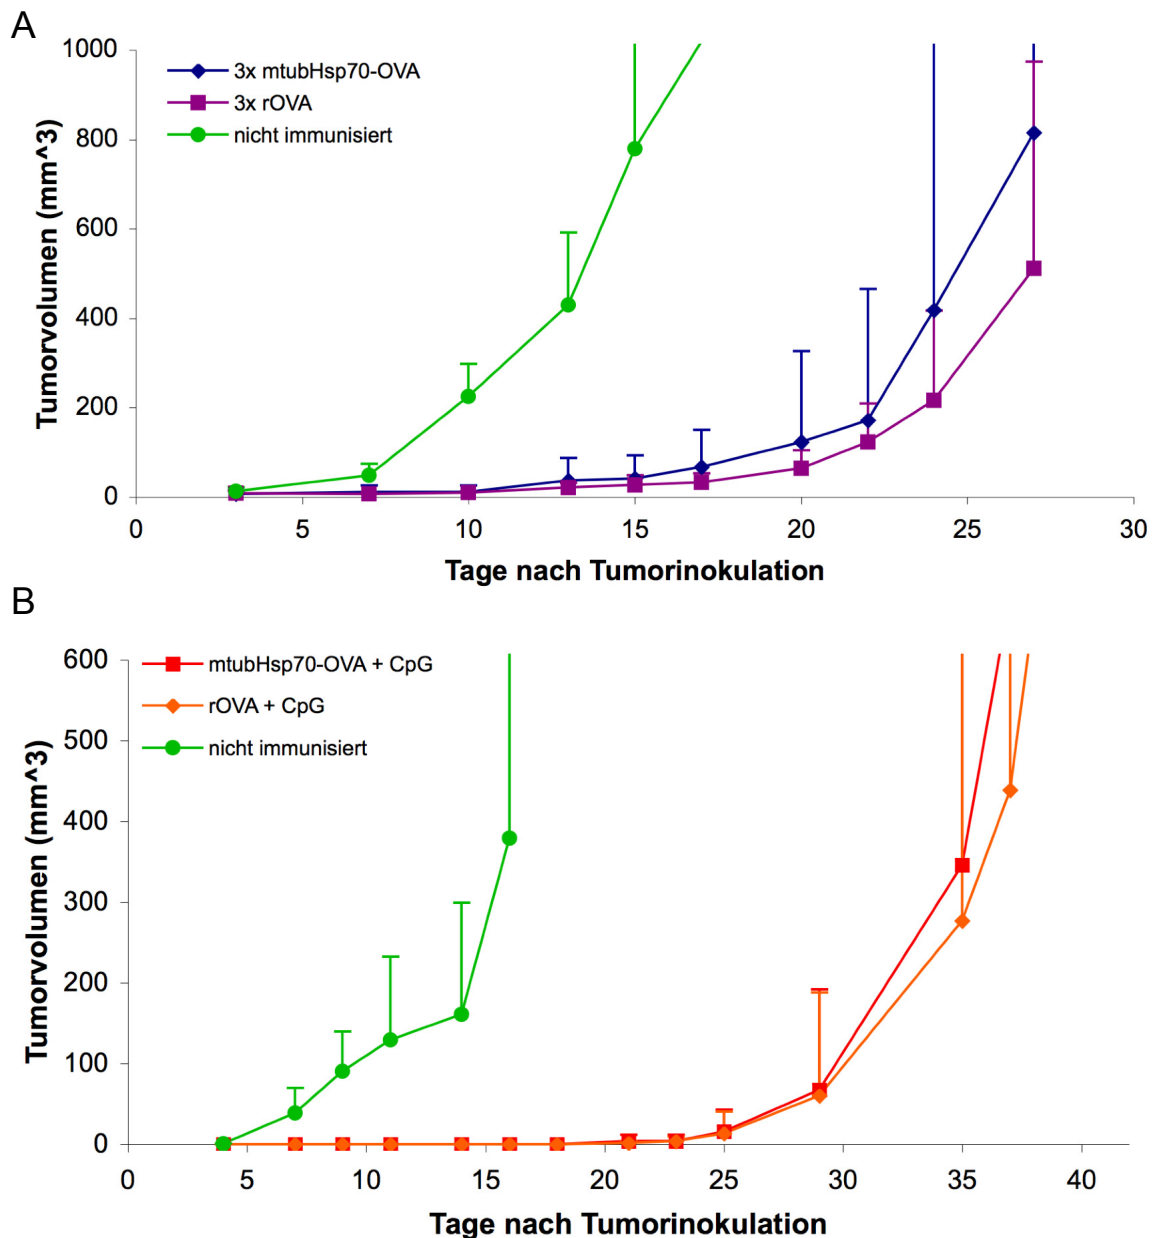 A
1000
800
600
400
200
0
Tumorvolumen (mm^3)
3x mtubHsp70-OVA
3x rOVA
nicht immunisiert
0 5 10 15 20 25 30
Tage nach Tumorinokulation
B
600
500
400
300
200
100
0
Tumorvolumen (mm^3)
mtubHsp70-OVA + CpG
rOVA + CpG
nicht immunisiert
0 5 10 15 20 25 30 35 40
Tage nach Tumorinokulation